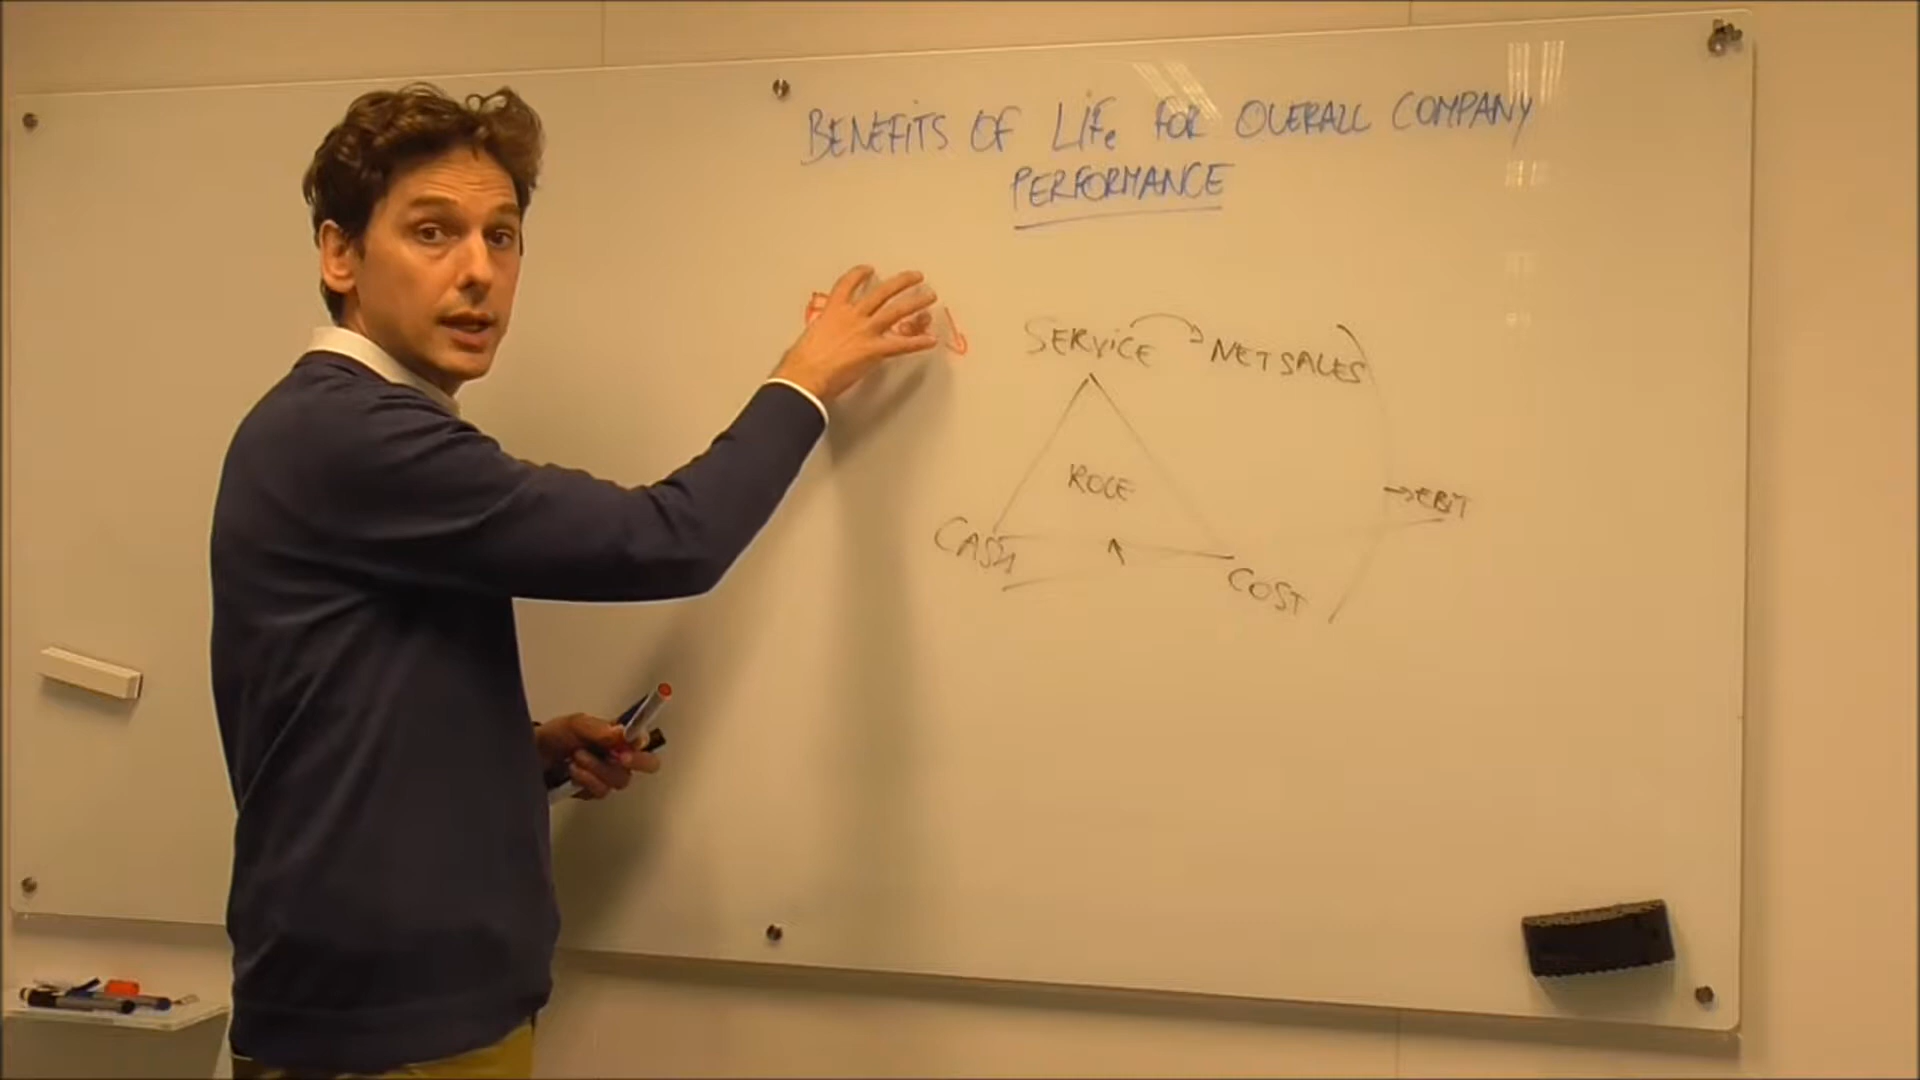 BENEFITS OF LiFe FOR OVERALL COMPANY
PERFORMANCE
SERVICE NET SALES
ROCE
EBIT
CASH
COST